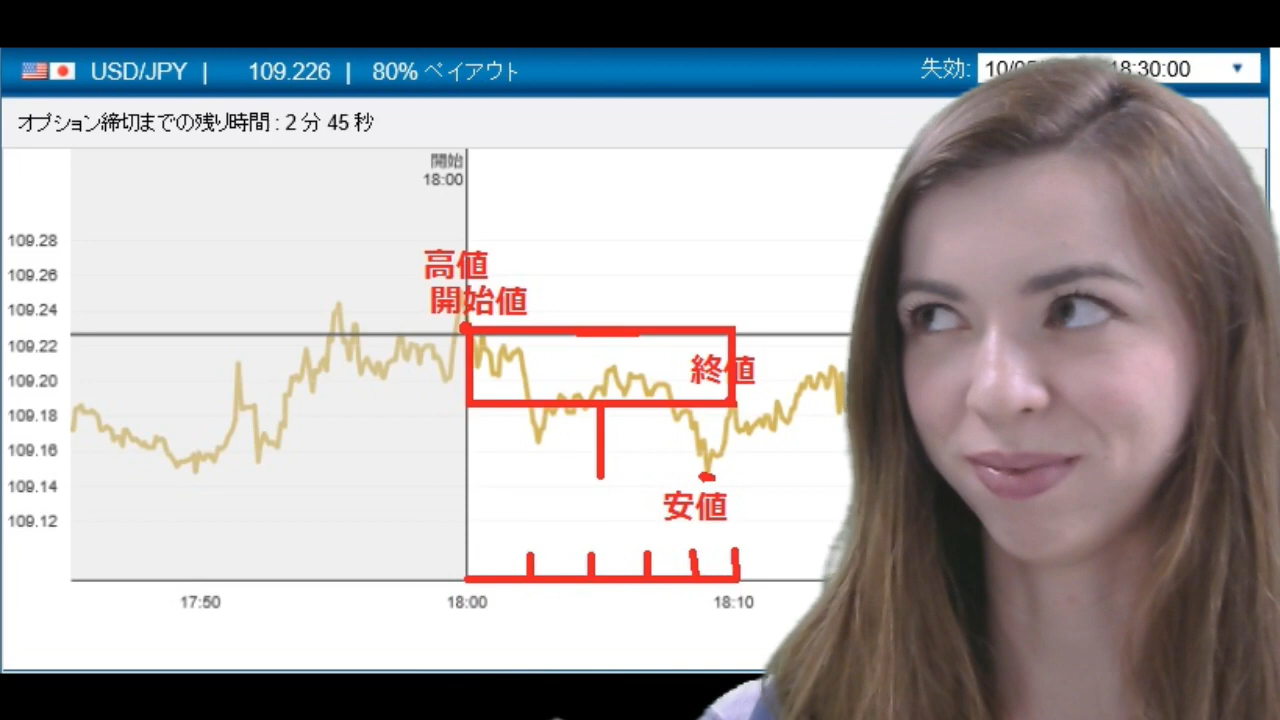 USD/JPY | 109.226 | 80% ペイアウト
失効: 10/0 18:30:00
オプション締切までの残り時間 : 2 分 45 秒
開始
18:00
109.28
109.26
109.24
109.22
109.20
109.18
109.16
109.14
109.12
高値
開始値
終値
安値
17:50
18:00
18:10